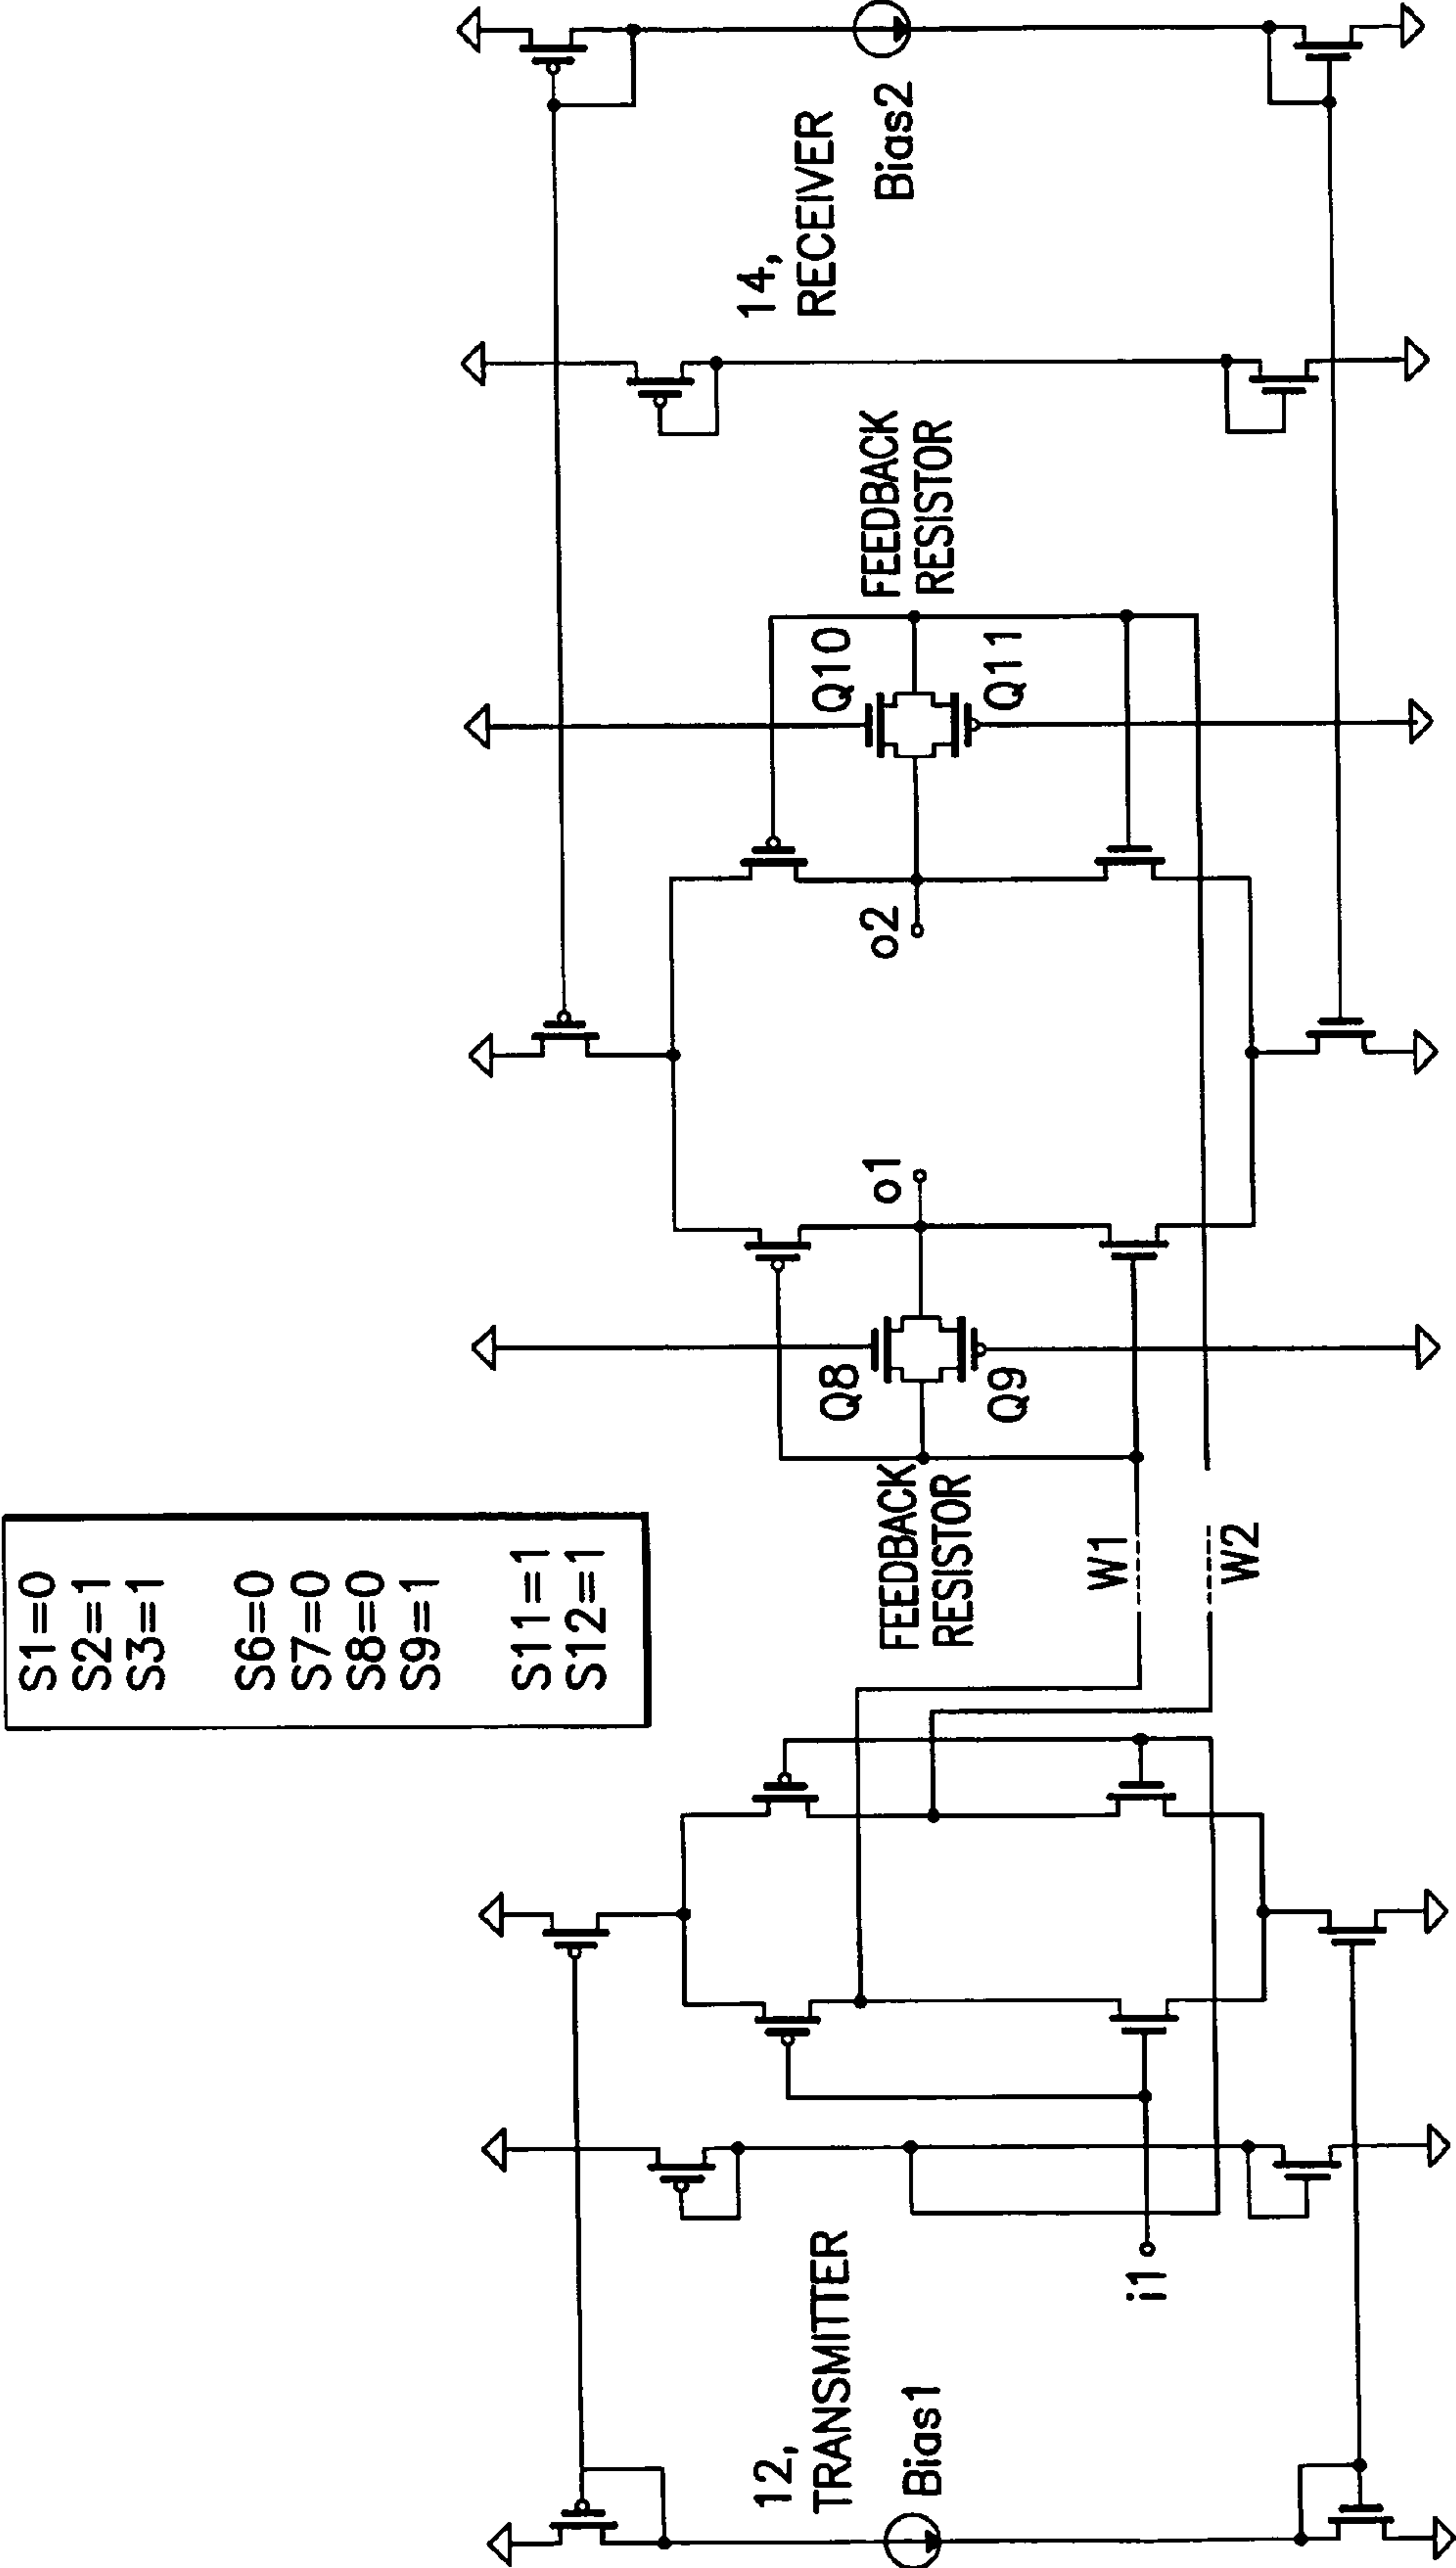 S1=0
S2=1
S3=1
S6=0
S7=0
S8=0
S9=1
S11=1
S12=1
12,
TRANSMITTER
Bias1
i1
W1
W2
FEEDBACK
RESISTOR
Q8
Q9
o1
o2
Q10
Q11
FEEDBACK
RESISTOR
14,
RECEIVER
Bias2